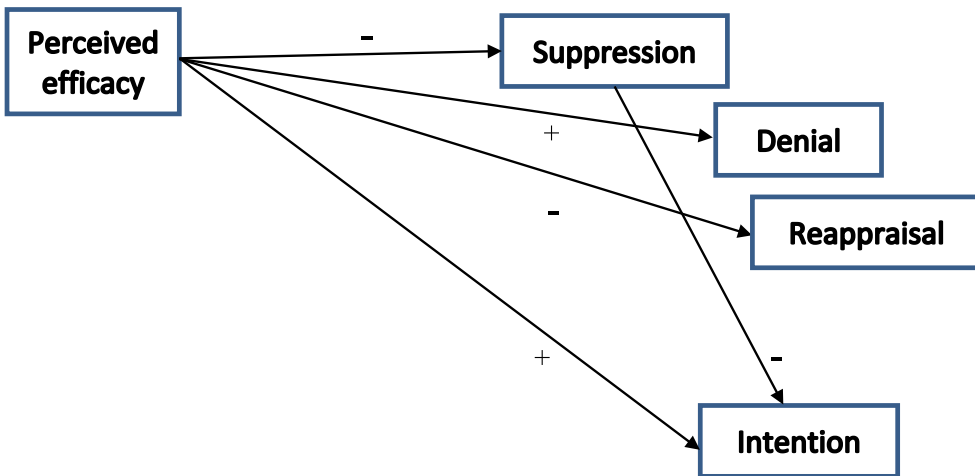 Perceived
efficacy
-
Suppression
+
Denial
-
Reappraisal
+
-
Intention